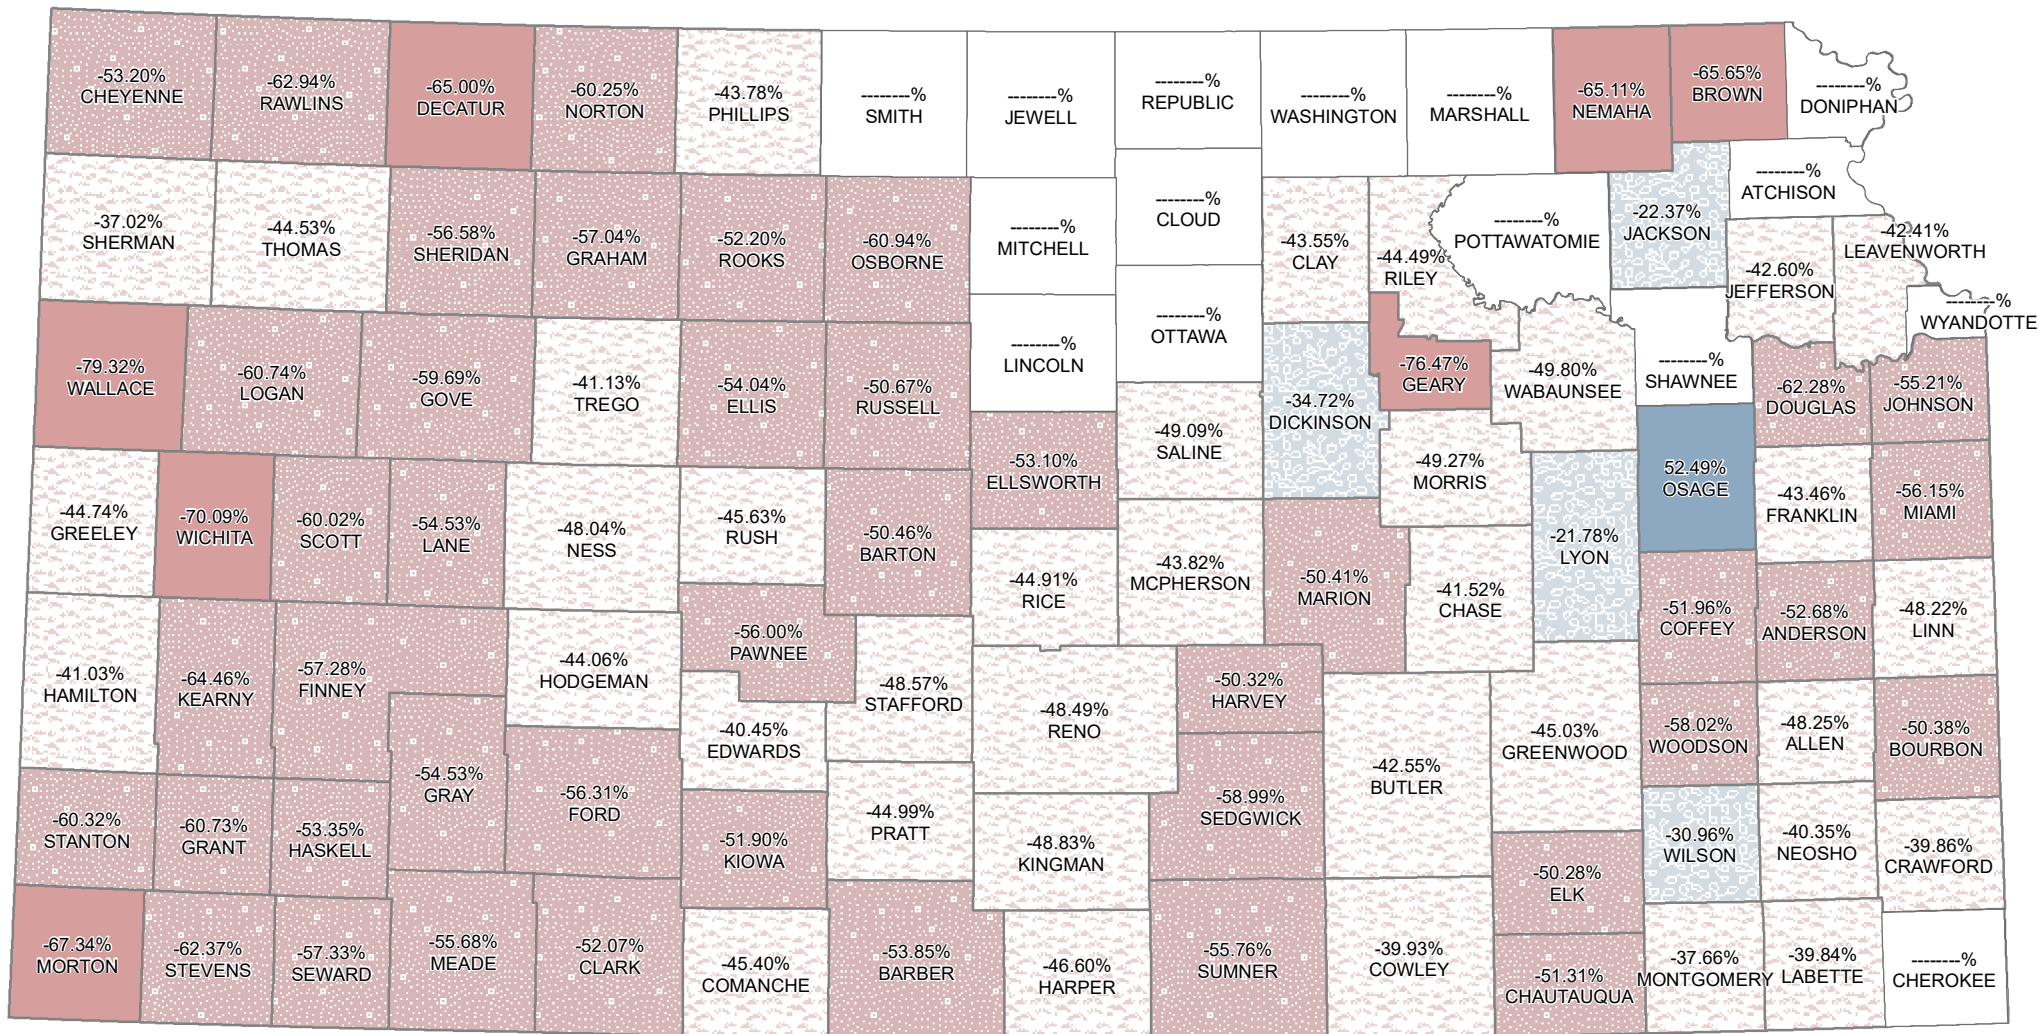 -53.20%
CHEYENNE
-62.94%
RAWLINS
-65.00%
DECATUR
-60.25%
NORTON
-43.78%
PHILLIPS
--------%
SMITH
--------%
JEWELL
--------%
REPUBLIC
--------%
WASHINGTON
--------%
MARSHALL
-65.11%
NEMAHA
-65.65%
BROWN
--------%
DONIPHAN
-37.02%
SHERMAN
-44.53%
THOMAS
-56.58%
SHERIDAN
-57.04%
GRAHAM
-52.20%
ROOKS
-60.94%
OSBORNE
--------%
MITCHELL
--------%
CLOUD
-43.55%
CLAY
-44.49%
RILEY
--------%
POTTAWATOMIE
-22.37%
JACKSON
--------%
ATCHISON
-42.60%
JEFFERSON
-42.41%
LEAVENWORTH
--------%
WYANDOTTE
-79.32%
WALLACE
-60.74%
LOGAN
-59.69%
GOVE
-41.13%
TREGO
-54.04%
ELLIS
-50.67%
RUSSELL
--------%
LINCOLN
--------%
OTTAWA
-34.72%
DICKINSON
-76.47%
GEARY
-49.80%
WABAUNSEE
--------%
SHAWNEE
-62.28%
DOUGLAS
-55.21%
JOHNSON
-44.74%
GREELEY
-70.09%
WICHITA
-60.02%
SCOTT
-54.53%
LANE
-48.04%
NESS
-45.63%
RUSH
-50.46%
BARTON
-53.10%
ELLSWORTH
-49.09%
SALINE
-49.27%
MORRIS
-21.78%
LYON
52.49%
OSAGE
-43.46%
FRANKLIN
-56.15%
MIAMI
-44.91%
RICE
-43.82%
MCPHERSON
-50.41%
MARION
-41.52%
CHASE
-51.96%
COFFEY
-52.68%
ANDERSON
-48.22%
LINN
-41.03%
HAMILTON
-64.46%
KEARNY
-57.28%
FINNEY
-44.06%
HODGEMAN
-56.00%
PAWNEE
-48.57%
STAFFORD
-48.49%
RENO
-50.32%
HARVEY
-40.45%
EDWARDS
-54.53%
GRAY
-56.31%
FORD
-42.55%
BUTLER
-45.03%
GREENWOOD
-58.02%
WOODSON
-48.25%
ALLEN
-50.38%
BOURBON
-60.32%
STANTON
-60.73%
GRANT
-53.35%
HASKELL
-51.90%
KIOWA
-44.99%
PRATT
-48.83%
KINGMAN
-58.99%
SEDGWICK
-50.28%
ELK
-30.96%
WILSON
-40.35%
NEOSHO
-39.86%
CRAWFORD
-67.34%
MORTON
-62.37%
STEVENS
-57.33%
SEWARD
-55.68%
MEADE
-52.07%
CLARK
-45.40%
COMANCHE
-53.85%
BARBER
-46.60%
HARPER
-55.76%
SUMNER
-39.93%
COWLEY
-51.31%
CHAUTAUQUA
-37.66%
MONTGOMERY
-39.84%
LABETTE
--------%
CHEROKEE